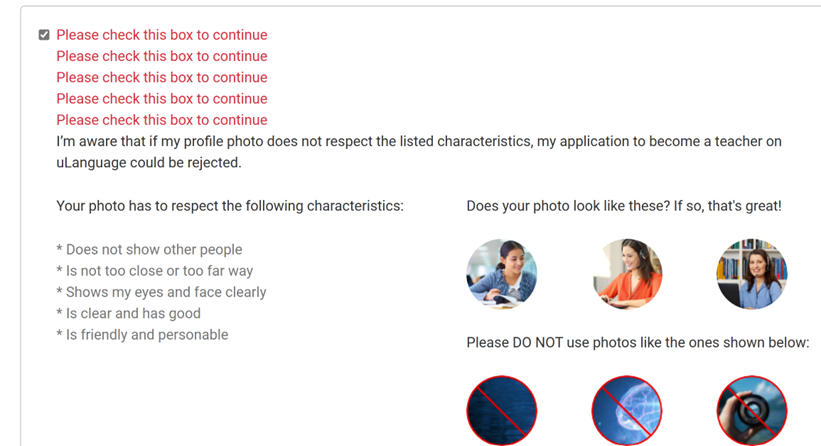 Please check this box to continue
Please check this box to continue
Please check this box to continue
Please check this box to continue
Please check this box to continue
I'm aware that if my profile photo does not respect the listed characteristics, my application to become a teacher on
uLanguage could be rejected.
Your photo has to respect the following characteristics:
* Does not show other people
* Is not too close or too far way
* Shows my eyes and face clearly
* Is clear and has good
* Is friendly and personable
Does your photo look like these? If so, that's great!
Please DO NOT use photos like the ones shown below: